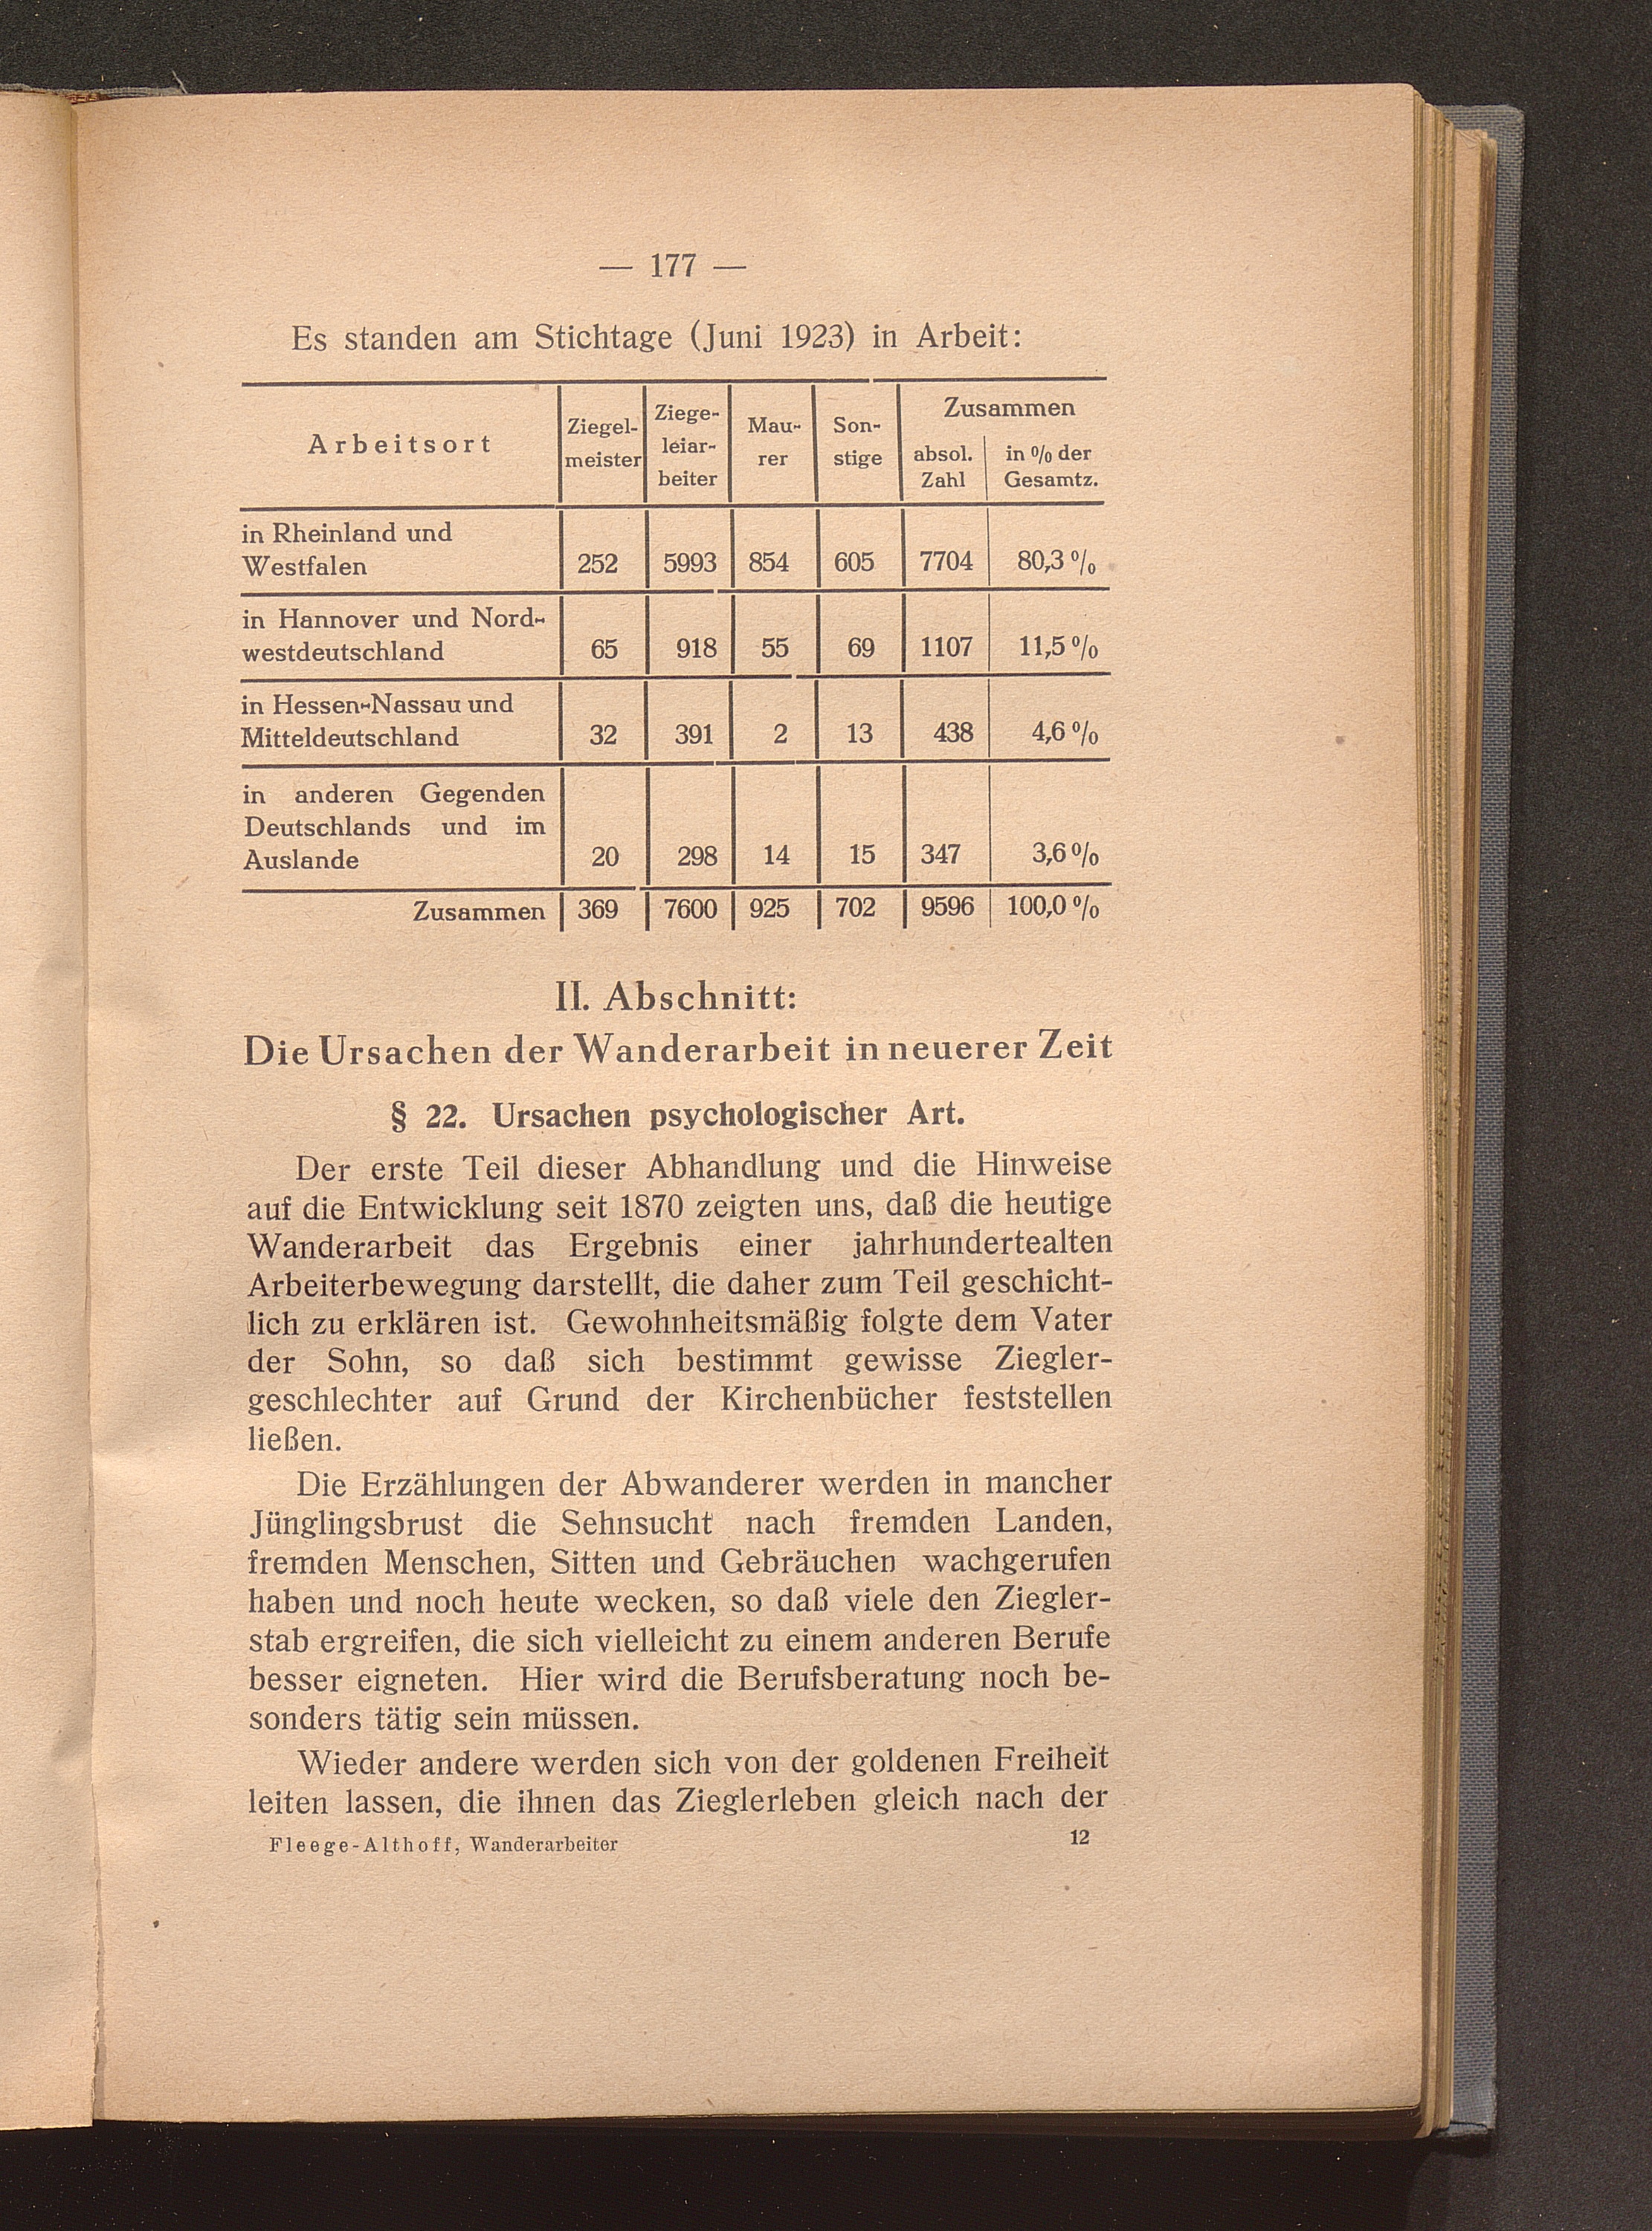 — 177 —
Es standen am Stichtage (Juni 1923) in Arbeit:
Arbeitsort | Ziegel-meister | Ziege-leiar-beiter | Mau-rer | Son-stige | Zusammen absol. Zahl | in % der Gesamtz.
in Rheinland und
Westfalen 252 5993 854 605 7704 80,3 %
in Hannover und Nord-
westdeutschland 65 918 55 69 1107 11,5 %
in Hessen-Nassau und
Mitteldeutschland 32 391 2 13 438 4,6 %
in anderen Gegenden
Deutschlands und im
Auslande 20 298 14 15 347 3,6 %
Zusammen 369 7600 925 702 9596 100,0 %
II. Abschnitt:
Die Ursachen der Wanderarbeit in neuerer Zeit
§ 22. Ursachen psychologischer Art.
Der erste Teil dieser Abhandlung und die Hinweise
auf die Entwicklung seit 1870 zeigten uns, daß die heutige
Wanderarbeit das Ergebnis einer jahrhundertealten
Arbeiterbewegung darstellt, die daher zum Teil geschicht-
lich zu erklären ist. Gewohnheitsmäßig folgte dem Vater
der Sohn, so daß sich bestimmt gewisse Ziegler-
geschlechter auf Grund der Kirchenbücher feststellen
ließen.
Die Erzählungen der Abwanderer werden in mancher
Jünglingsbrust die Sehnsucht nach fremden Landen,
fremden Menschen, Sitten und Gebräuchen wachgerufen
haben und noch heute wecken, so daß viele den Ziegler-
stab ergreifen, die sich vielleicht zu einem anderen Berufe
besser eigneten. Hier wird die Berufsberatung noch be-
sonders tätig sein müssen.
Wieder andere werden sich von der goldenen Freiheit
leiten lassen, die ihnen das Zieglerleben gleich nach der
Fleege-Althoff, Wanderarbeiter 12